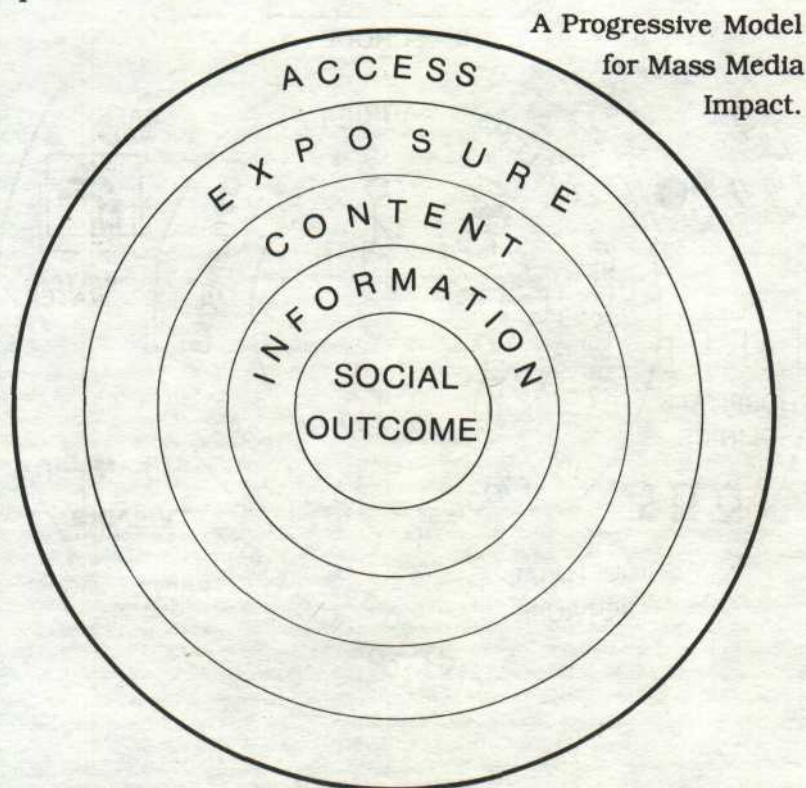 A Progressive Model
for Mass Media
Impact.
ACCESS
EXPOSURE
CONTENT
INFORMATION
SOCIAL
OUTCOME